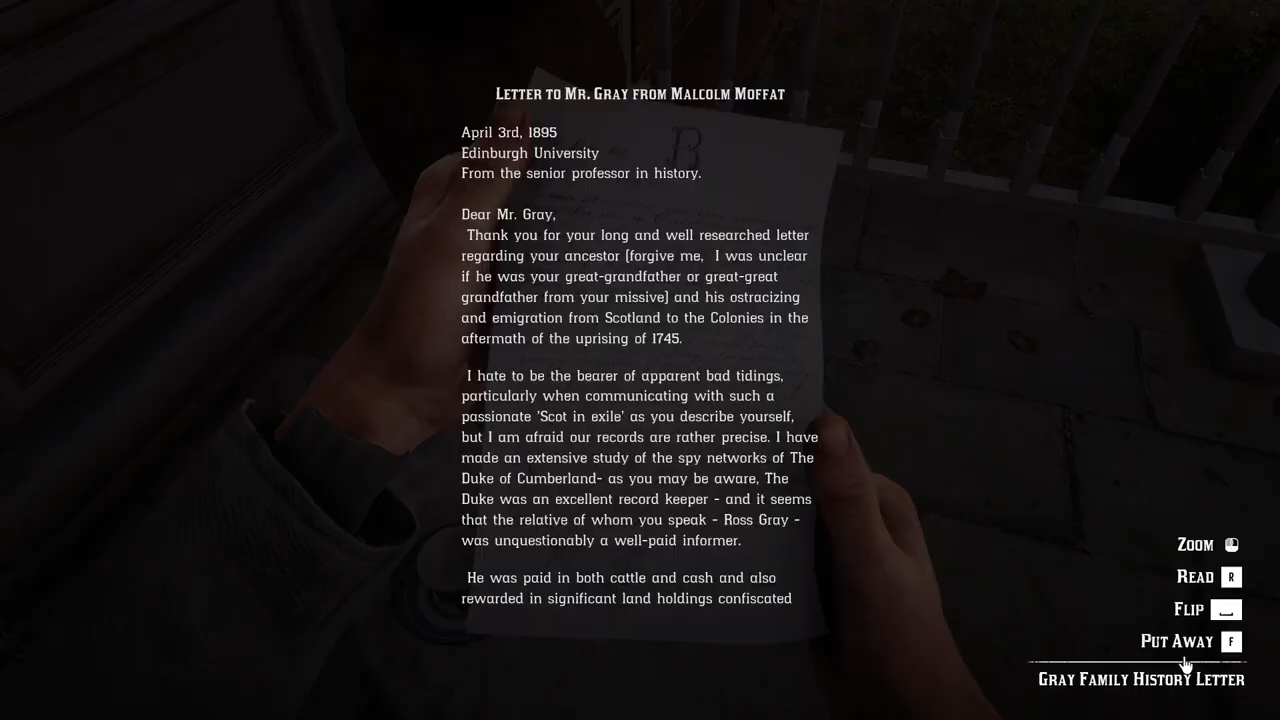 Letter to Mr. Gray from Malcolm Moffat
April 3rd, 1895
Edinburgh University
From the senior professor in history.
Dear Mr. Gray,
Thank you for your long and well researched letter
regarding your ancestor (forgive me, I was unclear
if he was your great-grandfather or great-great
grandfather from your missive) and his ostracizing
and emigration from Scotland to the Colonies in the
aftermath of the uprising of 1745.
I hate to be the bearer of apparent bad tidings,
particularly when communicating with such a
passionate 'Scot in exile' as you describe yourself,
but I am afraid our records are rather precise. I have
made an extensive study of the spy networks of The
Duke of Cumberland- as you may be aware, The
Duke was an excellent record keeper - and it seems
that the relative of whom you speak - Ross Gray -
was unquestionably a well-paid informer.
He was paid in both cattle and cash and also
rewarded in significant land holdings confiscated
Zoom
Read R
Flip
Put Away F
Gray Family History Letter